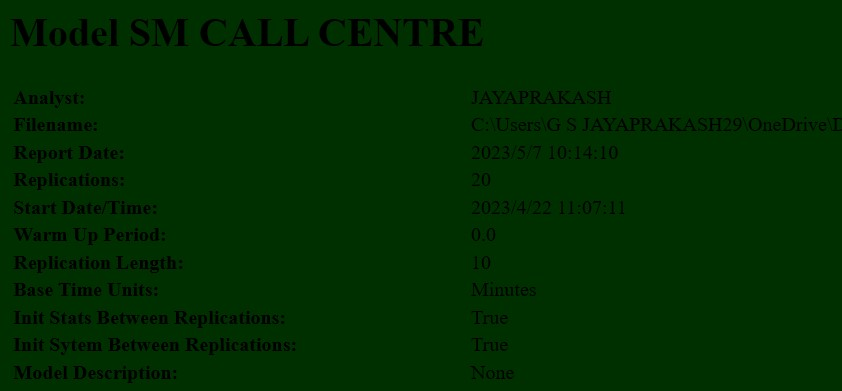 Model SM CALL CENTRE
Analyst: JAYAPRAKASH
Filename: C:\Users\G S JAYAPRAKASH29\OneDrive\D
Report Date: 2023/5/7 10:14:10
Replications: 20
Start Date/Time: 2023/4/22 11:07:11
Warm Up Period: 0.0
Replication Length: 10
Base Time Units: Minutes
Init Stats Between Replications: True
Init Sytem Between Replications: True
Model Description: None